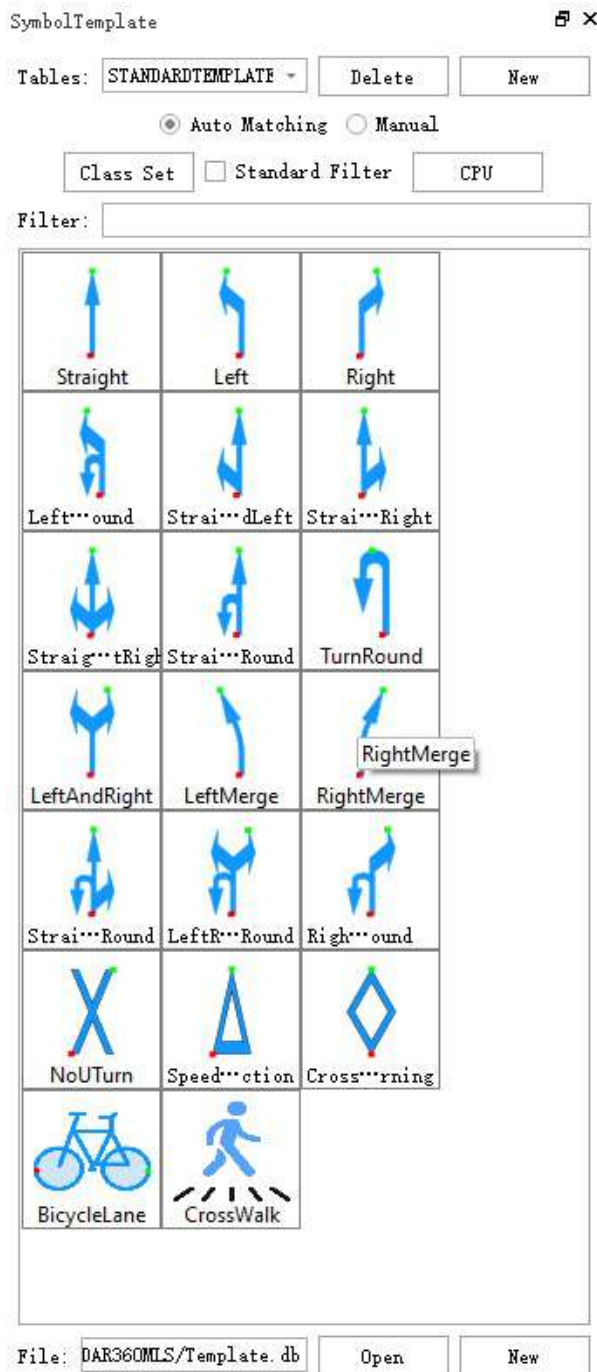 SymbolTemplate
Tables: STANDARDTEMPLATE Delete New
Auto Matching Manual
Class Set Standard Filter CPU
Filter:
Straight Left Right
Left···ound Strai···dLeft Strai···Right
Straig···tRigh Strai···Round TurnRound
RightMerge
LeftAndRight LeftMerge RightMerge
Strai···Round LeftR···Round Righ···ound
NoUTurn Speed···ction Cross···rning
BicycleLane CrossWalk
File: DAR360MLS/Template.db Open New